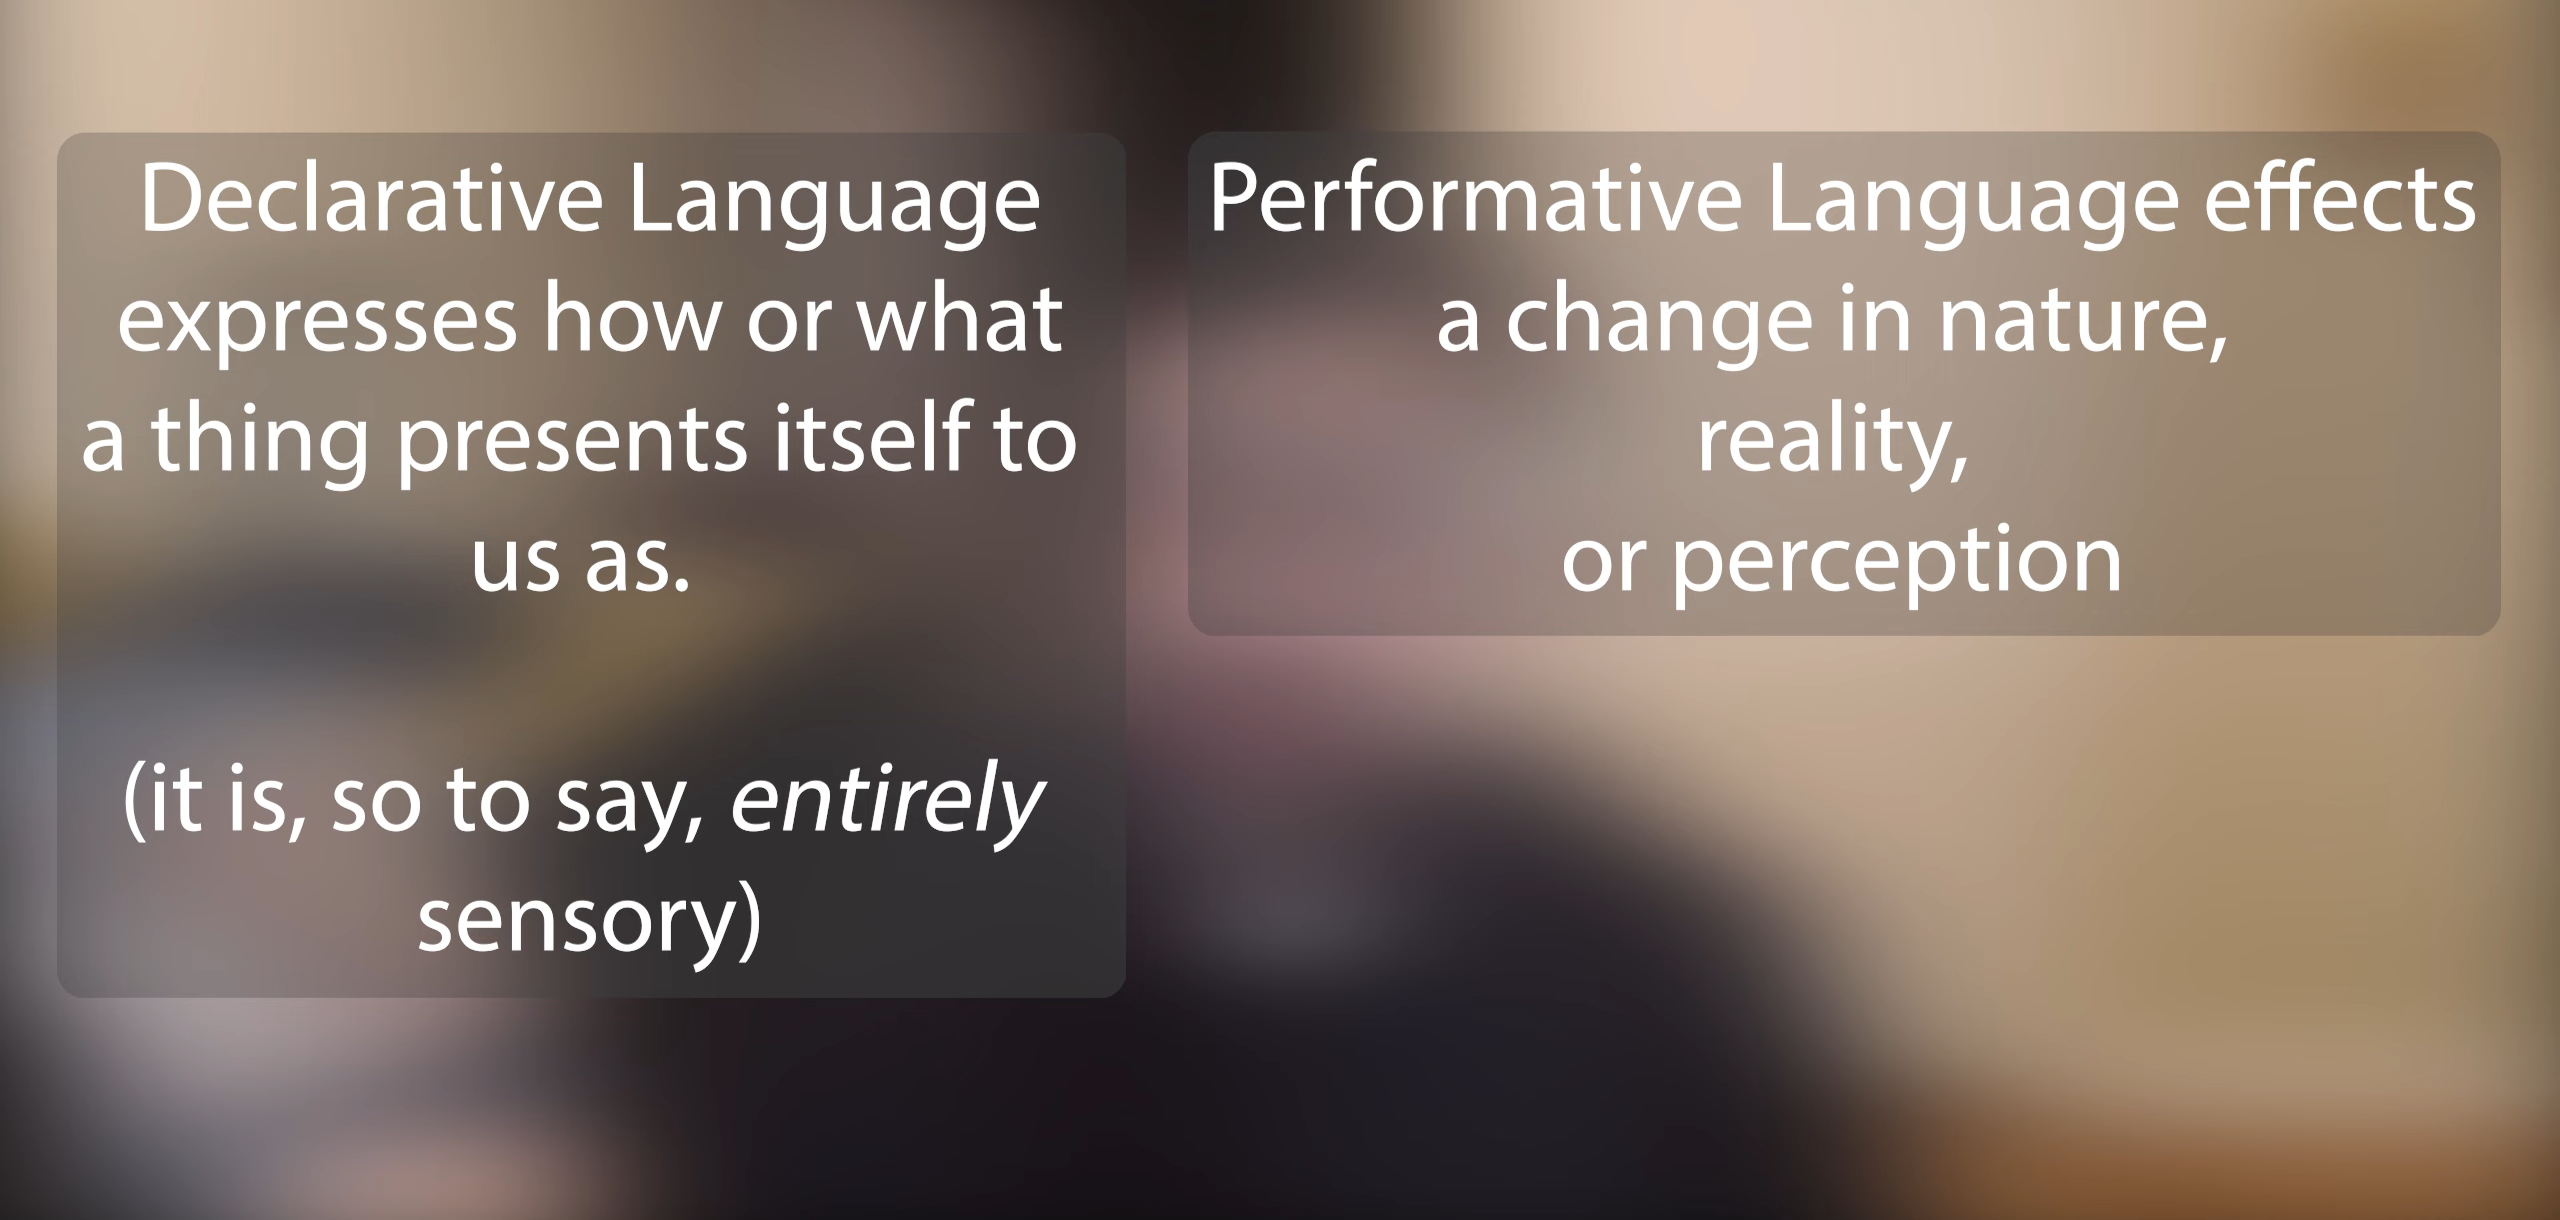 Declarative Language
expresses how or what
a thing presents itself to
us as.
(it is, so to say, entirely
sensory)
Performative Language effects
a change in nature,
reality,
or perception